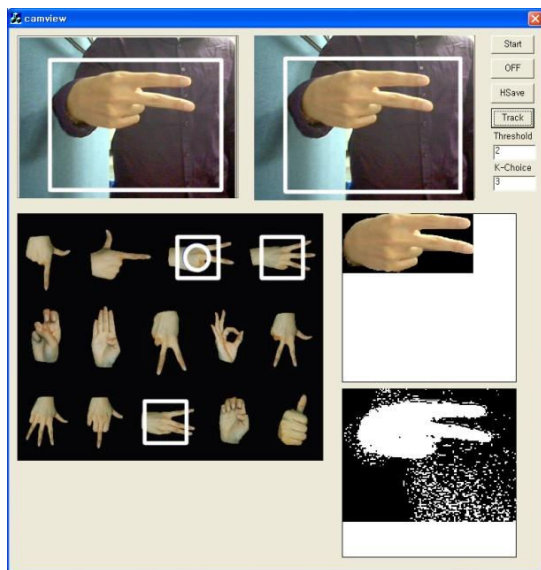 camview
Start
OFF
HSave
Track
Threshold
2
K-Choice
3